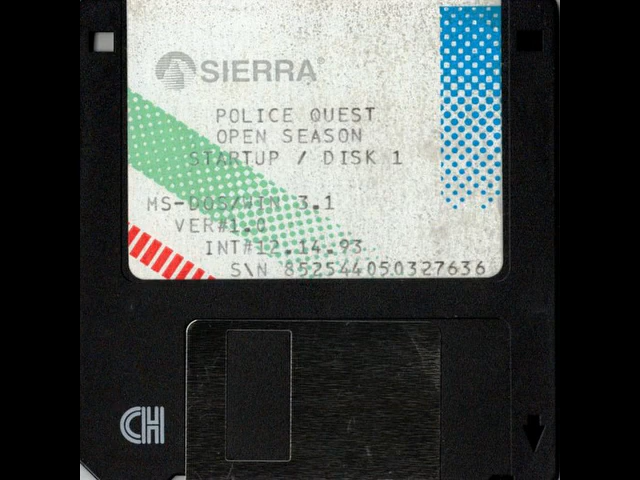 SIERRA®
POLICE QUEST
OPEN SEASON
STARTUP / DISK 1
MS-DOS/WIN 3.1
VER#1.0
INT#12.14.93
S\N 852544050327636
CH